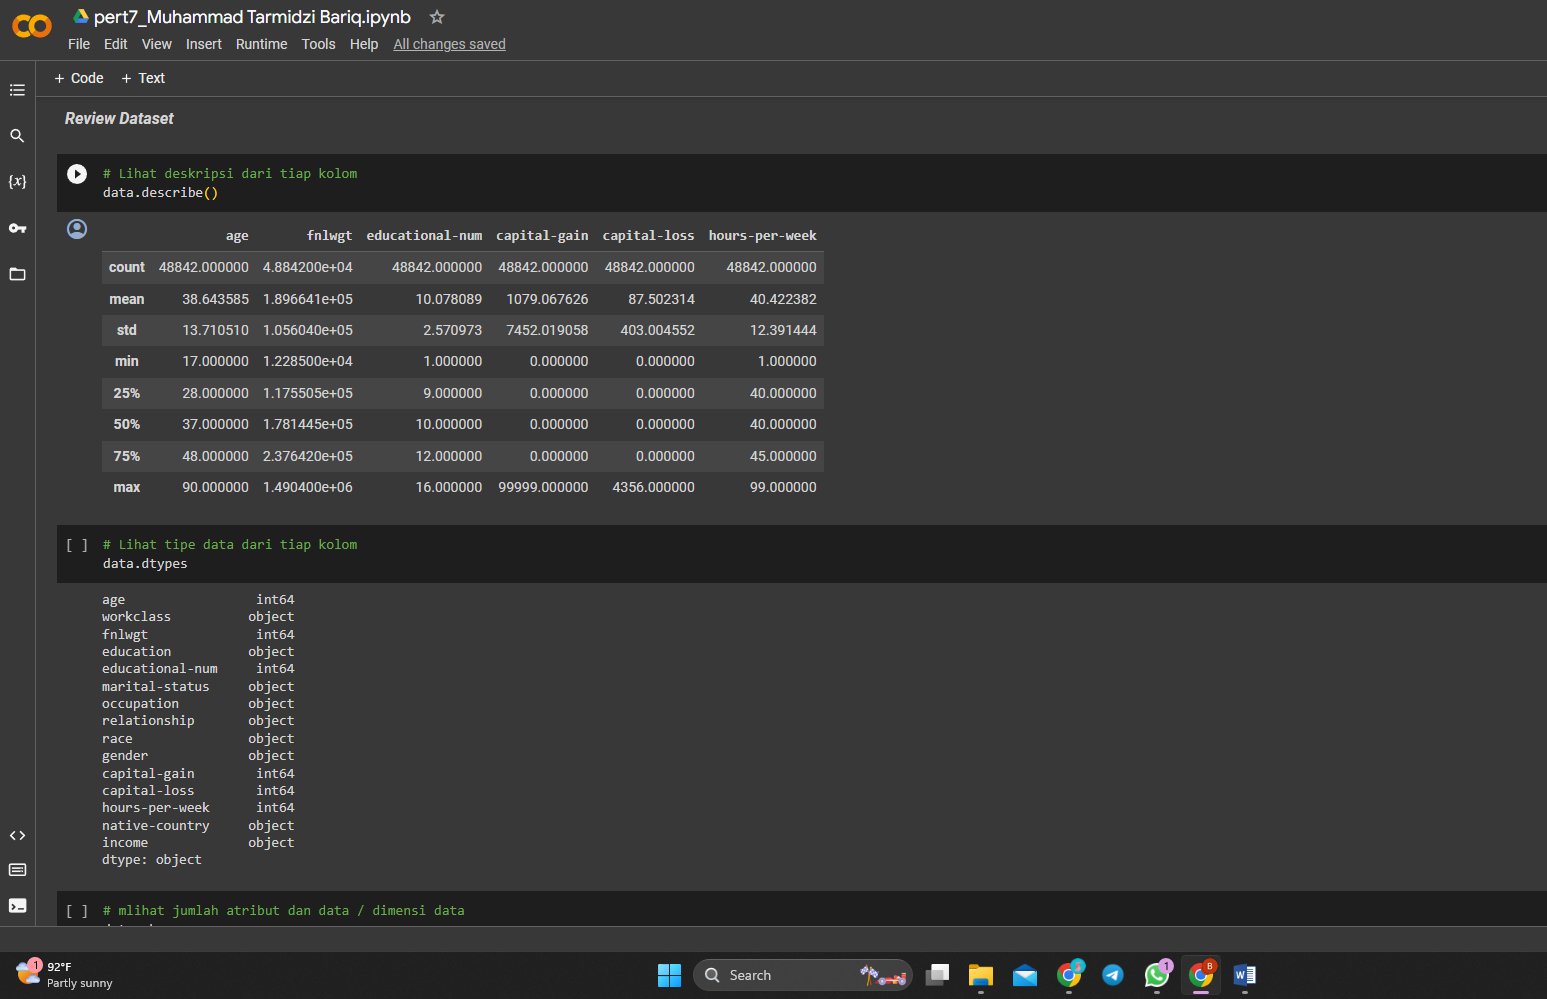 pert7_Muhammad Tarmidzi Bariq.ipynb
File Edit View Insert Runtime Tools Help All changes saved
+ Code + Text
Review Dataset
# Lihat deskripsi dari tiap kolom
data.describe()
age fnlwgt educational-num capital-gain capital-loss hours-per-week
count 48842.000000 4.884200e+04 48842.000000 48842.000000 48842.000000 48842.000000
mean 38.643585 1.896641e+05 10.078089 1079.067626 87.502314 40.422382
std 13.710510 1.056040e+05 2.570973 7452.019058 403.004552 12.391444
min 17.000000 1.228500e+04 1.000000 0.000000 0.000000 1.000000
25% 28.000000 1.175505e+05 9.000000 0.000000 0.000000 40.000000
50% 37.000000 1.781445e+05 10.000000 0.000000 0.000000 40.000000
75% 48.000000 2.376420e+05 12.000000 0.000000 0.000000 45.000000
max 90.000000 1.490400e+06 16.000000 99999.000000 4356.000000 99.000000
[ ] # Lihat tipe data dari tiap kolom
data.dtypes
age int64
workclass object
fnlwgt int64
education object
educational-num int64
marital-status object
occupation object
relationship object
race object
gender object
capital-gain int64
capital-loss int64
hours-per-week int64
native-country object
income object
dtype: object
[ ] # mlihat jumlah atribut dan data / dimensi data
1 92°F
Partly sunny
Search
1
B
W